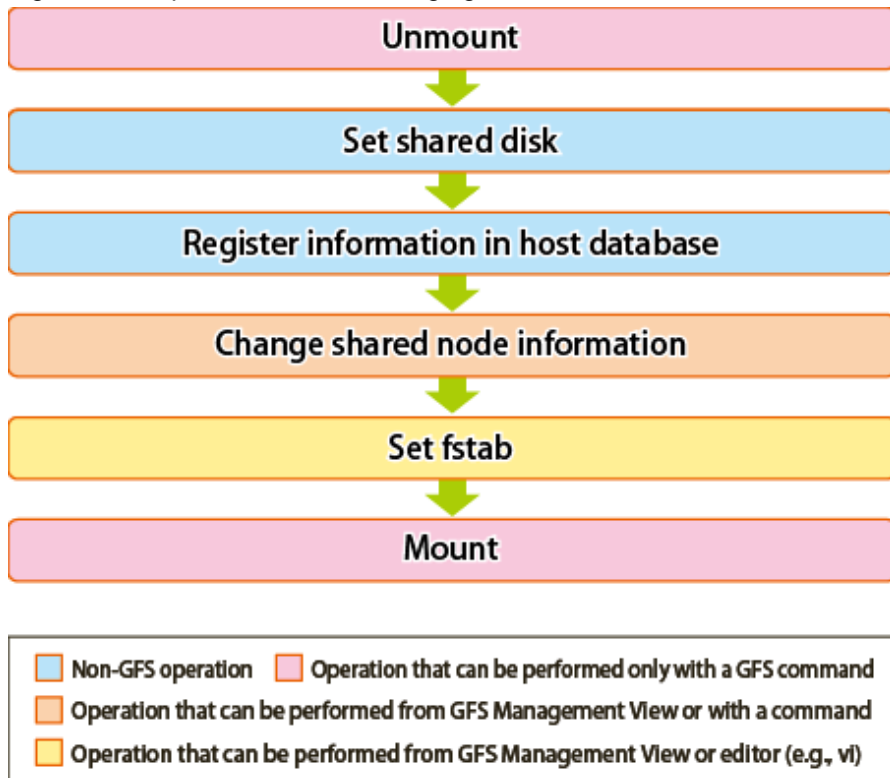 Unmount
Set shared disk
Register information in host database
Change shared node information
Set fstab
Mount
Non-GFS operation
Operation that can be performed only with a GFS command
Operation that can be performed from GFS Management View or with a command
Operation that can be performed from GFS Management View or editor (e.g., vi)